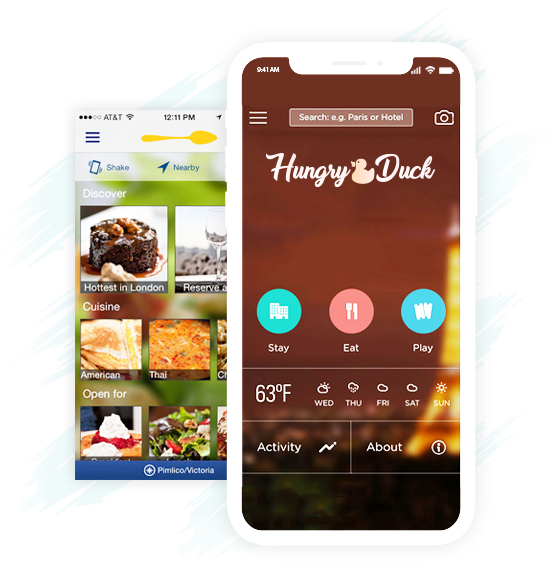 AT&T 12:11 PM
Shake Nearby
Discover
Hottest in London Reserve a
Cuisine
American Thai Ch
Open for
Pimlico/Victoria
9:41 AM
Search: e.g. Paris or Hotel
Hungry Duck
Stay Eat Play
63°F WED THU FRI SAT SUN
Activity About